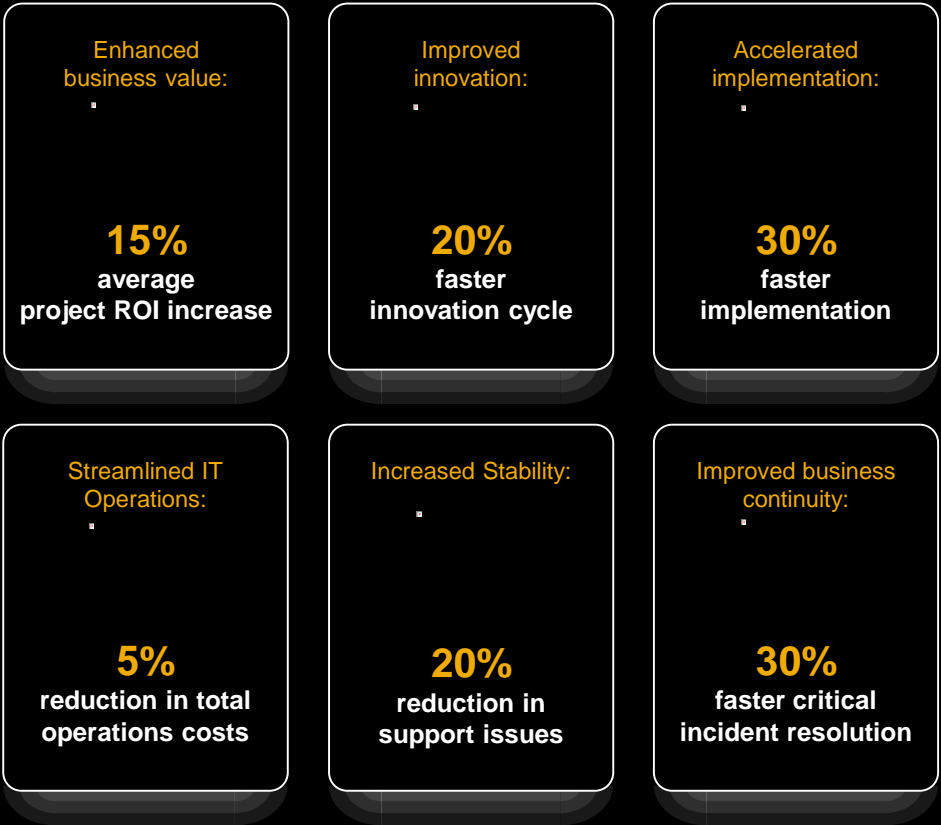 Enhanced
business value:
15%
average
project ROI increase
Improved
innovation:
20%
faster
innovation cycle
Accelerated
implementation:
30%
faster
implementation
Streamlined IT
Operations:
5%
reduction in total
operations costs
Increased Stability:
20%
reduction in
support issues
Improved business
continuity:
30%
faster critical
incident resolution